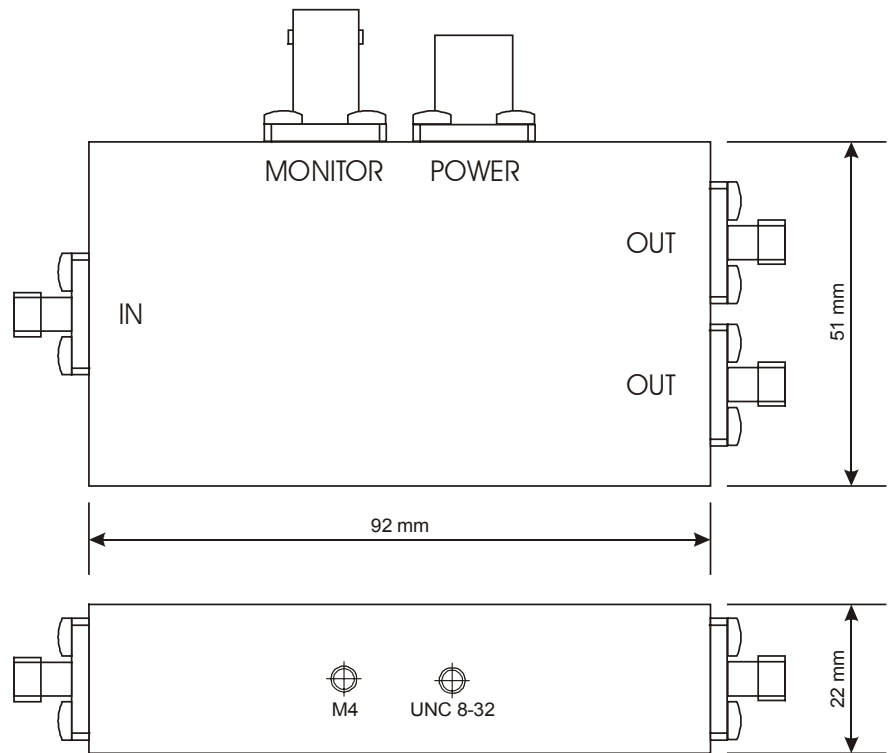 MONITOR POWER
OUT
IN
51 mm
OUT
92 mm
M4 UNC 8-32
22 mm